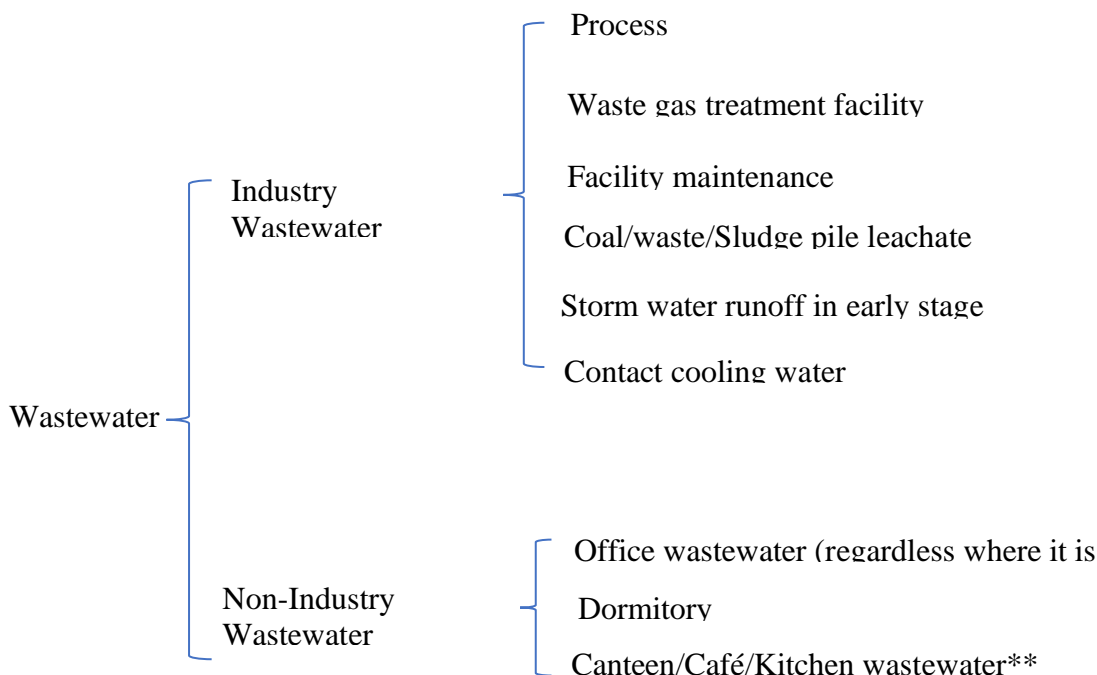 Process
Waste gas treatment facility
Facility maintenance
Industry
Wastewater
Coal/waste/Sludge pile leachate
Storm water runoff in early stage
Contact cooling water
Wastewater
Office wastewater (regardless where it is
Non-Industry
Wastewater
Dormitory
Canteen/Café/Kitchen wastewater**